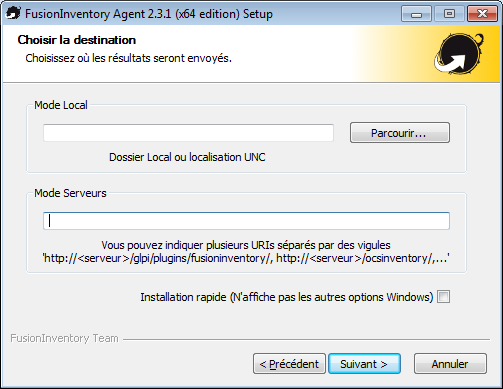 FusionInventory Agent 2.3.1 (x64 edition) Setup
Choisir la destination
Choisissez où les résultats seront envoyés.
Mode Local
Parcourir...
Dossier Local ou localisation UNC
Mode Serveurs
Vous pouvez indiquer plusieurs URIs séparés par des vigules
'http://<serveur>/glpi/plugins/fusioninventory/, http://<serveur>/ocsinventory/,...'
Installation rapide (N'affiche pas les autres options Windows)
FusionInventory Team
< Précédent
Suivant >
Annuler